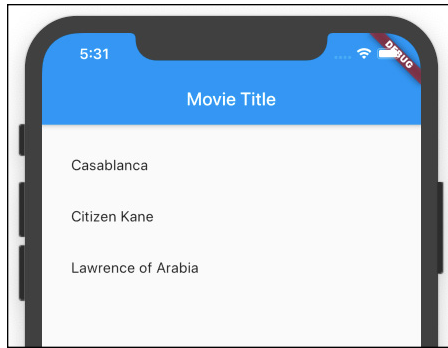 5:31
DEBUG
Movie Title
Casablanca
Citizen Kane
Lawrence of Arabia